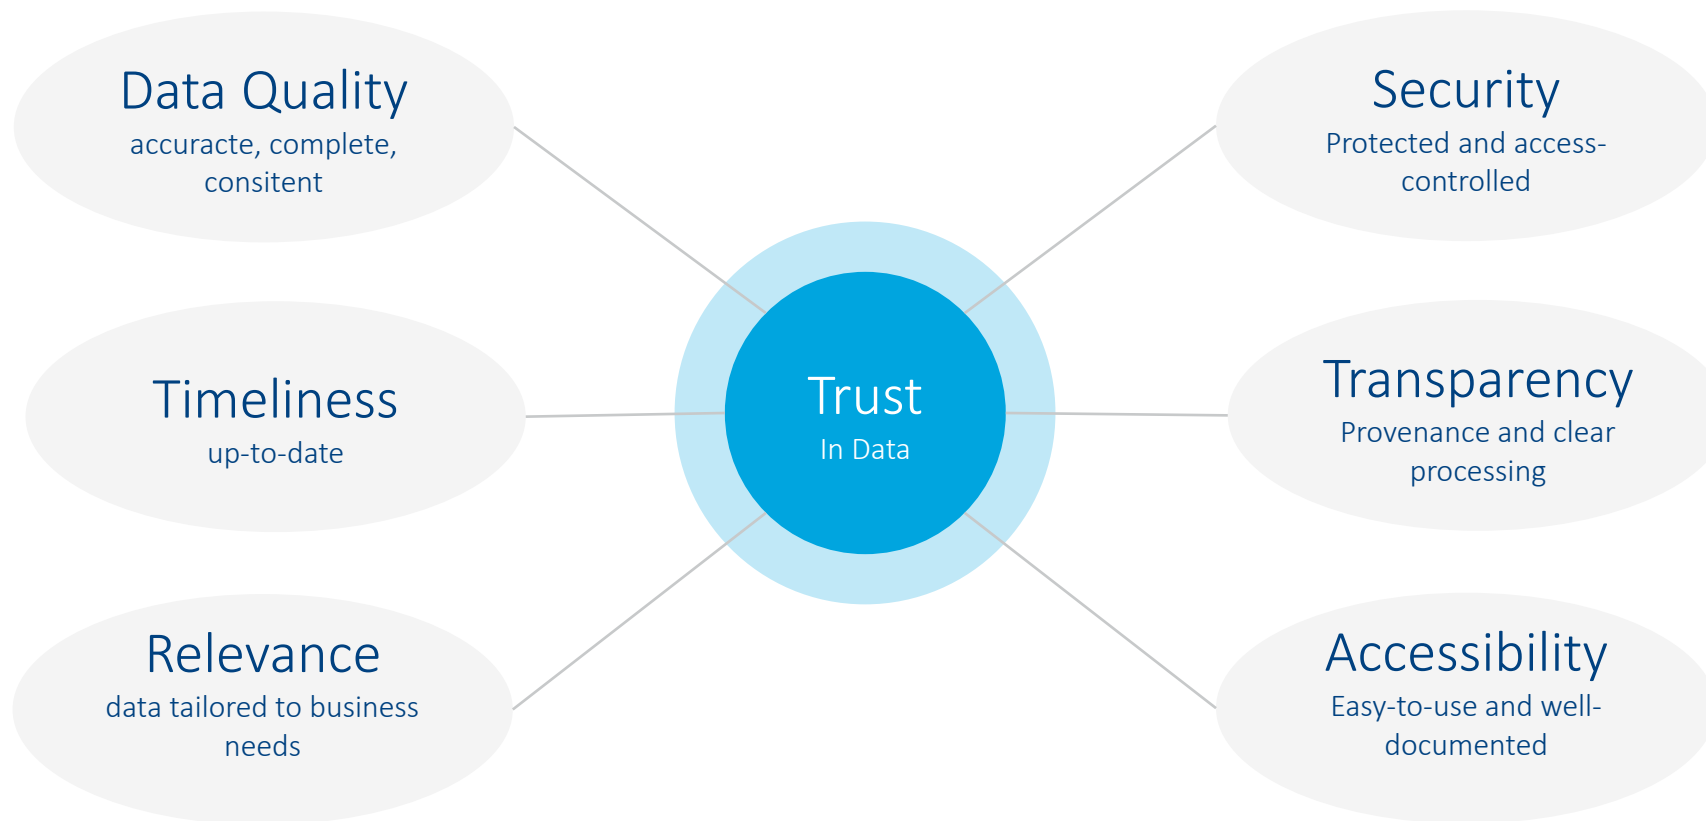 Data Quality
accuracte, complete,
consitent
Timeliness
up-to-date
Relevance
data tailored to business
needs
Trust
In Data
Security
Protected and access-
controlled
Transparency
Provenance and clear
processing
Accessibility
Easy-to-use and well-
documented